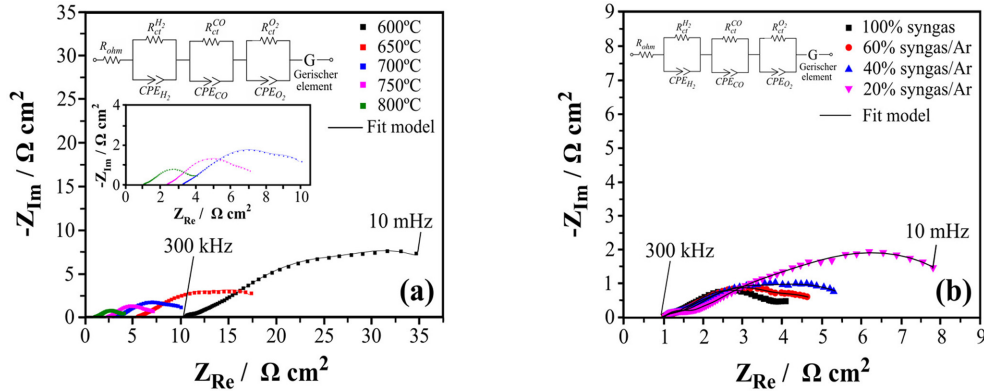 35
30
25
20
15
10
5
0
-Z_Im / Ω cm²
R_ohm
R_ct^H₂
R_ct^CO
R_ct^O₂
CPE_H₂
CPE_CO
CPE_O₂
G
Gerischer
element
600ºC
650ºC
700ºC
750ºC
800ºC
Fit model
4
2
0
-Z_Im / Ω cm²
0 2 4 6 8 10
Z_Re / Ω cm²
300 kHz
10 mHz
(a)
0 5 10 15 20 25 30 35
Z_Re / Ω cm²
9
8
7
6
5
4
3
2
1
0
-Z_Im / Ω cm²
R_ohm
R_ct^H₂
R_ct^CO
R_ct^O₂
CPE_H₂
CPE_CO
CPE_O₂
G
Gerischer
element
100% syngas
60% syngas/Ar
40% syngas/Ar
20% syngas/Ar
Fit model
300 kHz
10 mHz
(b)
0 1 2 3 4 5 6 7 8 9
Z_Re / Ω cm²